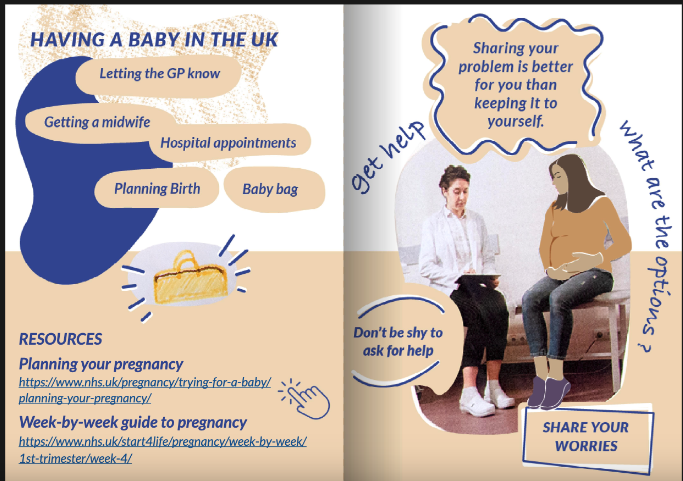 HAVING A BABY IN THE UK
Letting the GP know
Getting a midwife
Hospital appointments
Planning Birth
Baby bag
RESOURCES
Planning your pregnancy
https://www.nhs.uk/pregnancy/trying-for-a-baby/
planning-your-pregnancy/
Week-by-week guide to pregnancy
https://www.nhs.uk/start4life/pregnancy/week-by-week/
1st-trimester/week-4/
Sharing your
problem is better
for you than
keeping it to
yourself.
get help
what are the options?
Don't be shy to
ask for help
SHARE YOUR
WORRIES